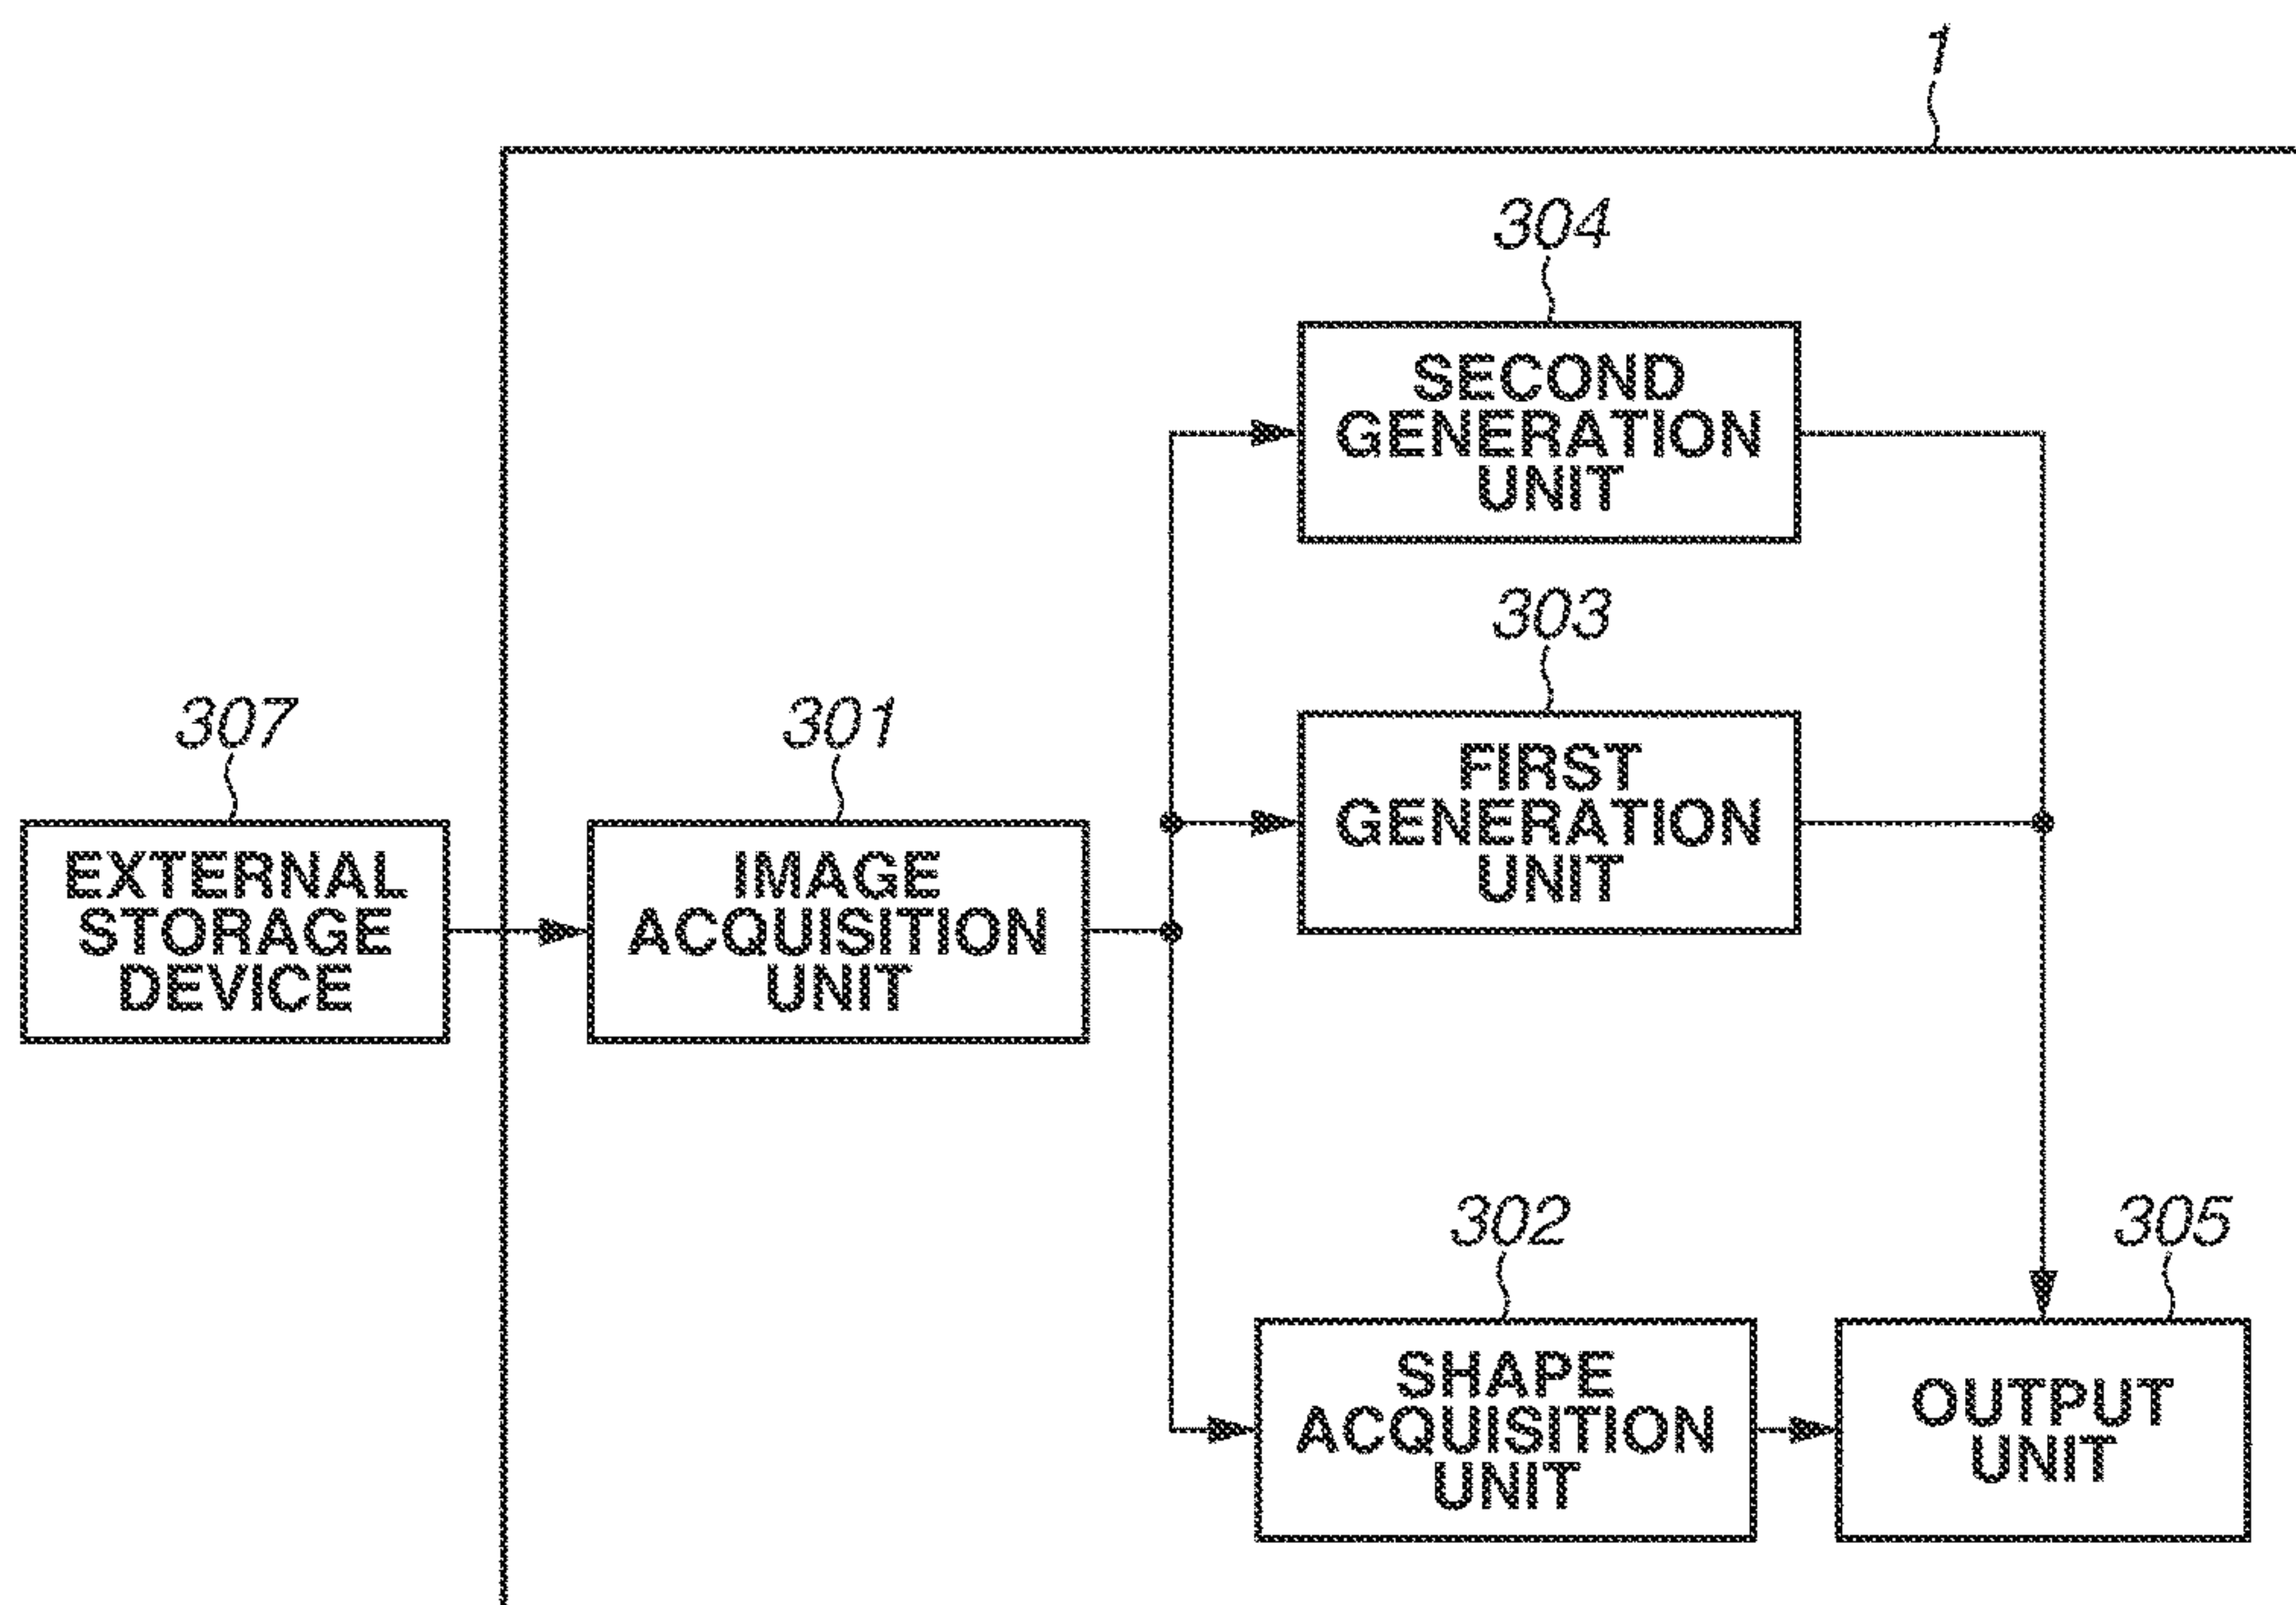 1
304
SECOND
GENERATION
UNIT
303
FIRST
GENERATION
UNIT
307
EXTERNAL
STORAGE
DEVICE
301
IMAGE
ACQUISITION
UNIT
302
SHAPE
ACQUISITION
UNIT
305
OUTPUT
UNIT